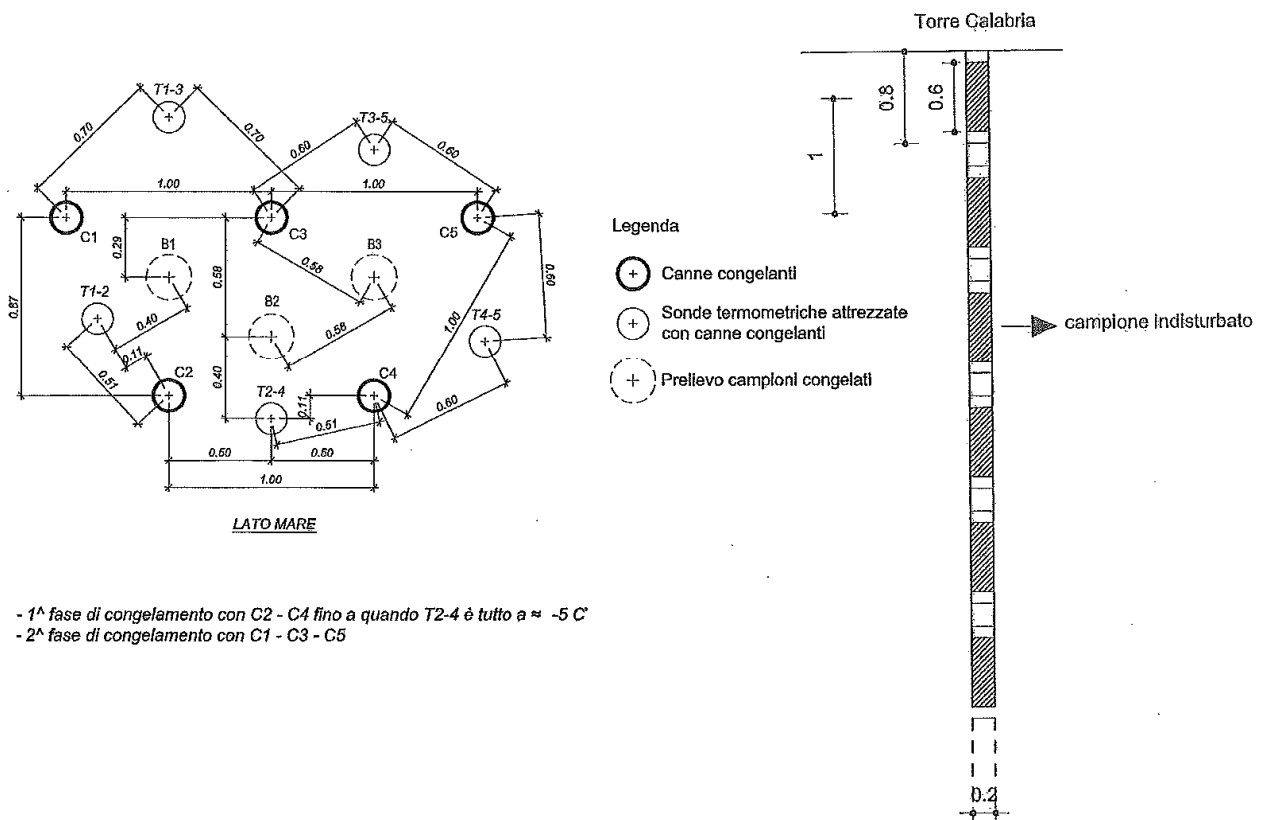 Torre Calabria
T1-3
T3-5
0.70
0.70
0.60
0.60
1.00
1.00
C1
C3
C5
0.87
0.29
B1
0.58
0.58
B3
0.60
T1-2
0.40
B2
0.58
1.00
T4-5
0.11
0.51
C2
0.40
T2-4
0.11
C4
0.51
0.60
0.50
0.50
1.00
LATO MARE
Legenda
Canne congelanti
Sonde termometriche attrezzate
con canne congelanti
Prelievo campioni congelati
0.8
0.6
1
campione indisturbato
0.2
- 1^ fase di congelamento con C2 - C4 fino a quando T2-4 è tutto a ≈ -5 C°
- 2^ fase di congelamento con C1 - C3 - C5